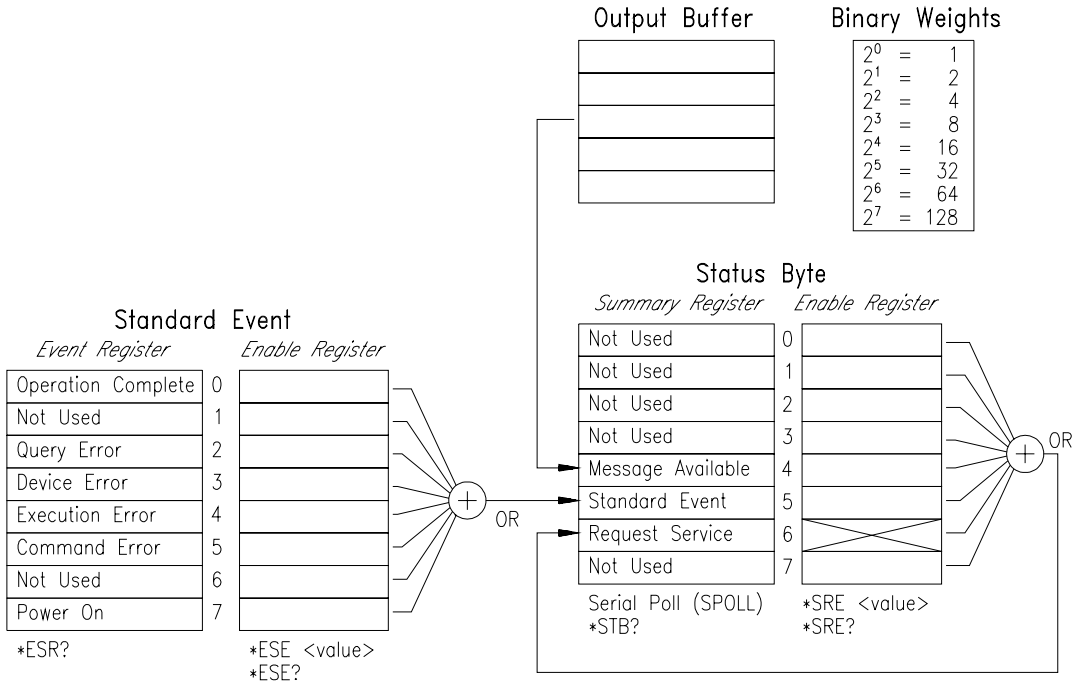 Output Buffer
Binary Weights
2⁰ = 1
2¹ = 2
2² = 4
2³ = 8
2⁴ = 16
2⁵ = 32
2⁶ = 64
2⁷ = 128
Status Byte
Summary Register Enable Register
Not Used 0
Not Used 1
Not Used 2
Not Used 3
Message Available 4
Standard Event 5
Request Service 6
Not Used 7
+ OR
Serial Poll (SPOLL)
*STB?
*SRE <value>
*SRE?
Standard Event
Event Register Enable Register
Operation Complete 0
Not Used 1
Query Error 2
Device Error 3
Execution Error 4
Command Error 5
Not Used 6
Power On 7
+ OR
*ESR?
*ESE <value>
*ESE?